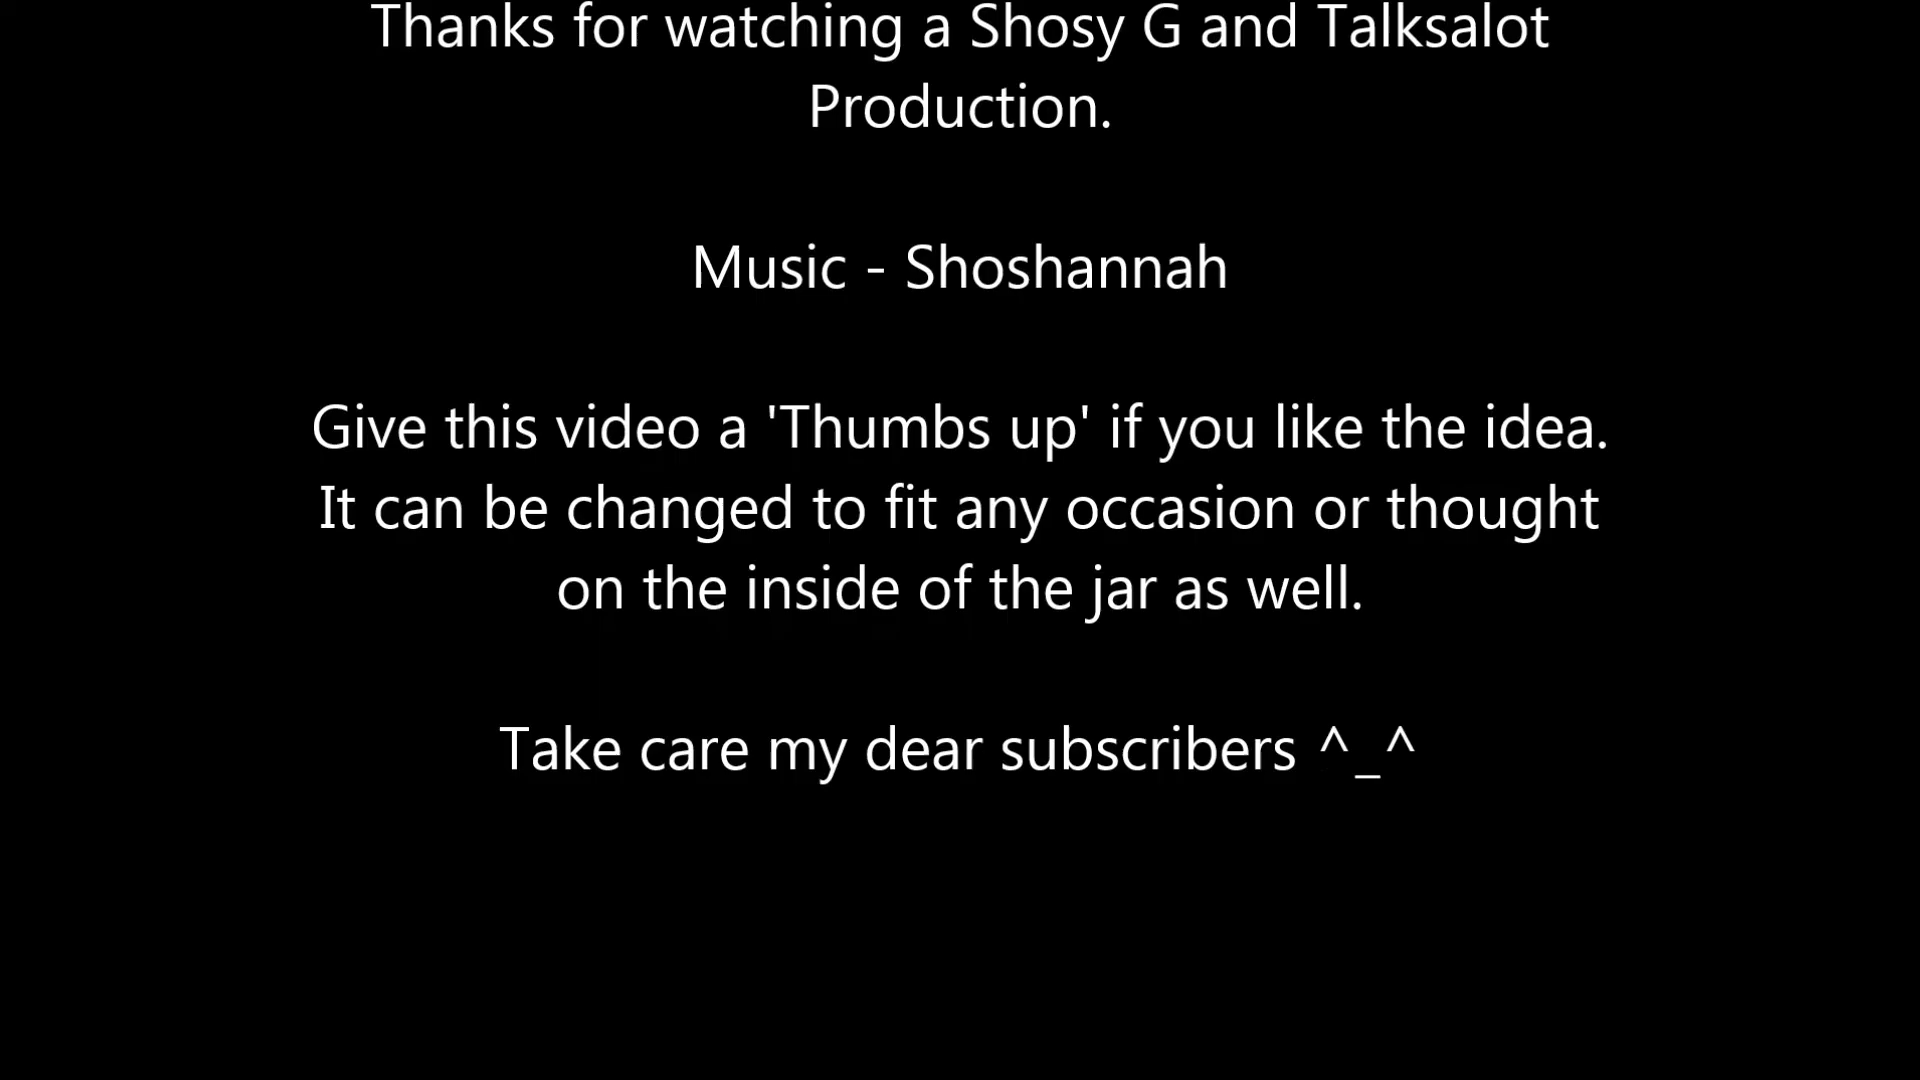 Thanks for watching a Shosy G and Talksalot
Production.
Music - Shoshannah
Give this video a 'Thumbs up' if you like the idea.
It can be changed to fit any occasion or thought
on the inside of the jar as well.
Take care my dear subscribers ^_^